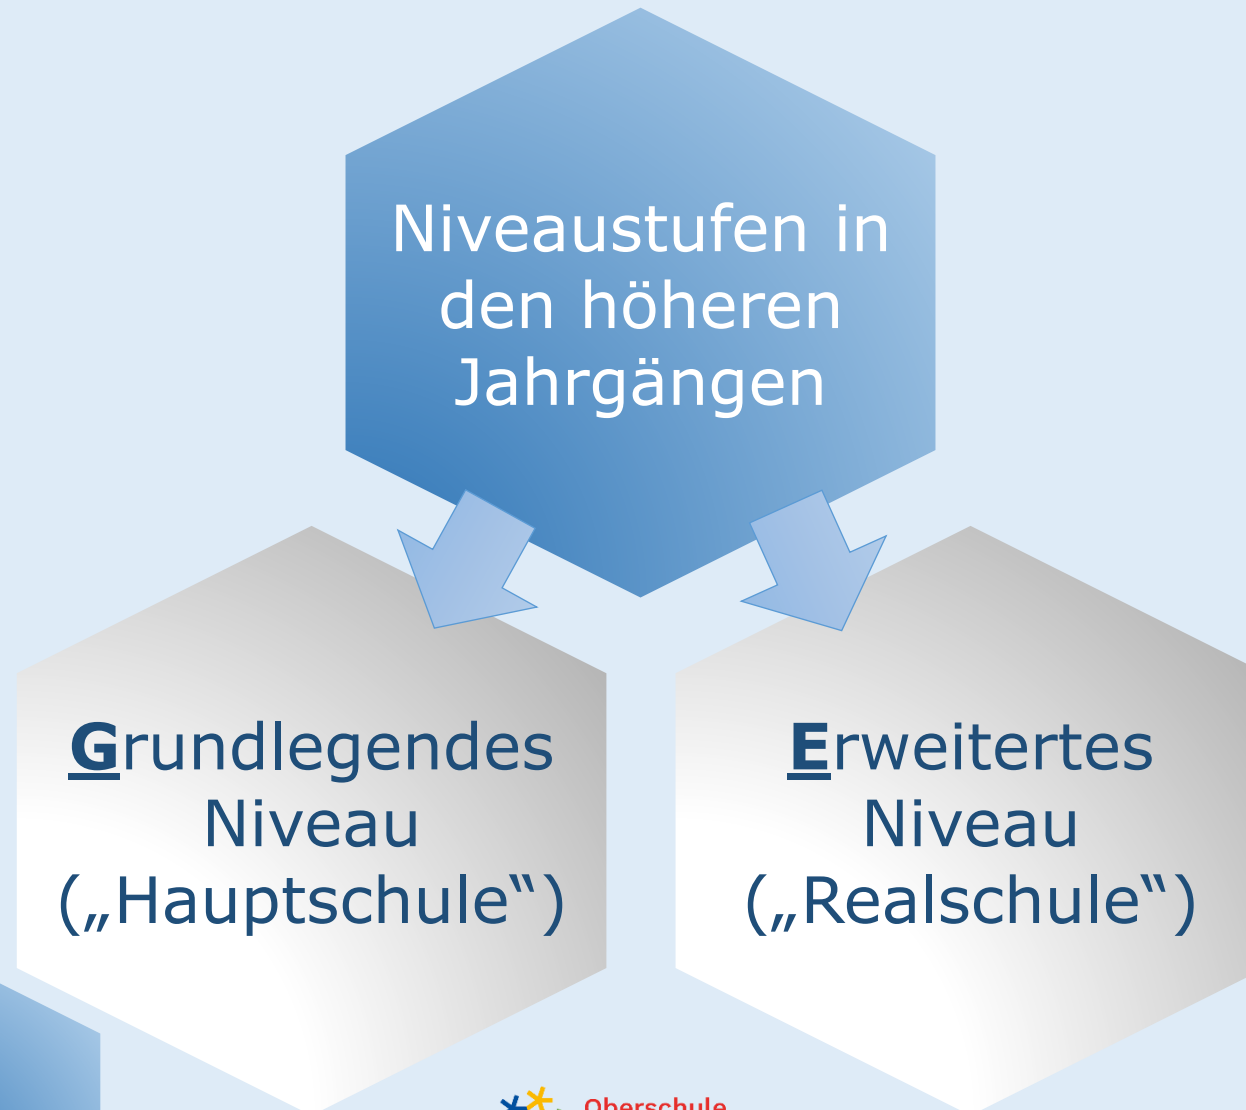 Niveaustufen in
den höheren
Jahrgängen
Grundlegendes
Niveau
(„Hauptschule“)
Erweitertes
Niveau
(„Realschule“)
Oberschule